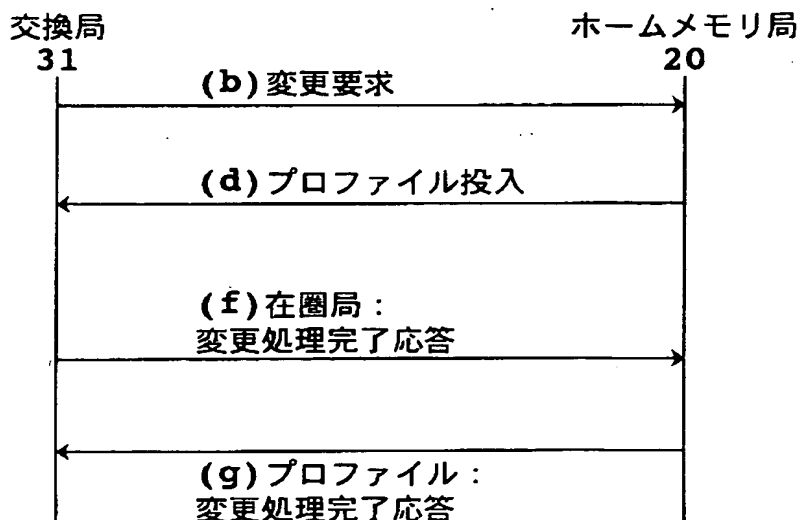 交換局
31
ホームメモリ局
20
(b)変更要求
(d)プロファイル投入
(f)在圏局：
変更処理完了応答
(g)プロファイル：
変更処理完了応答